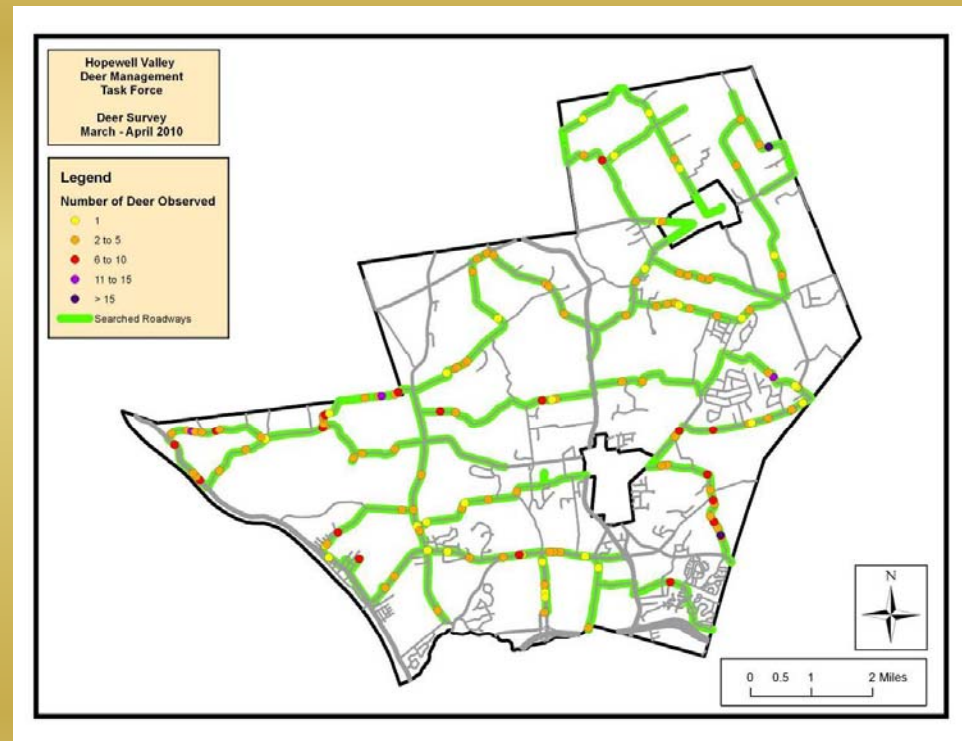 Hopewell Valley
Deer Management
Task Force
Deer Survey
March - April 2010
Legend
Number of Deer Observed
1
2 to 5
6 to 10
11 to 15
> 15
Searched Roadways
N
0 0.5 1 2 Miles